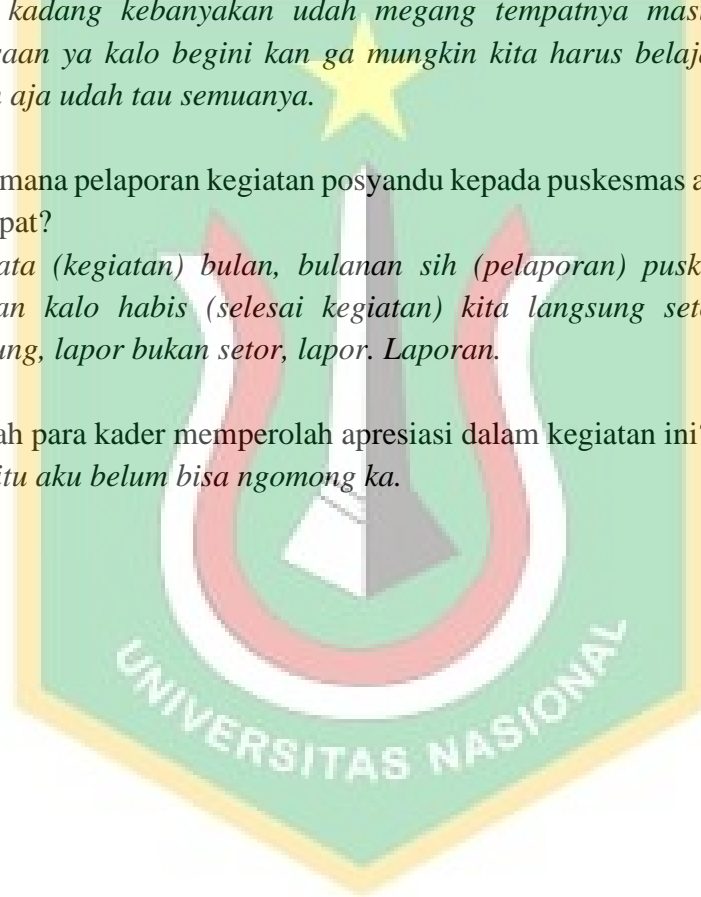 kadang kebanyakan udah megang tempatnya mas
aan ya kalo begini kan ga mungkin kita harus belaja
aja udah tau semuanya.
mana pelaporan kegiatan posyandu kepada puskesmas a
pat?
ata (kegiatan) bulan, bulanan sih (pelaporan) pusk
an kalo habis (selesai kegiatan) kita langsung set
ung, lapor bukan setor, lapor. Laporan.
ah para kader memperolah apresiasi dalam kegiatan ini?
itu aku belum bisa ngomong ka.
UNIVERSITAS NASIONAL